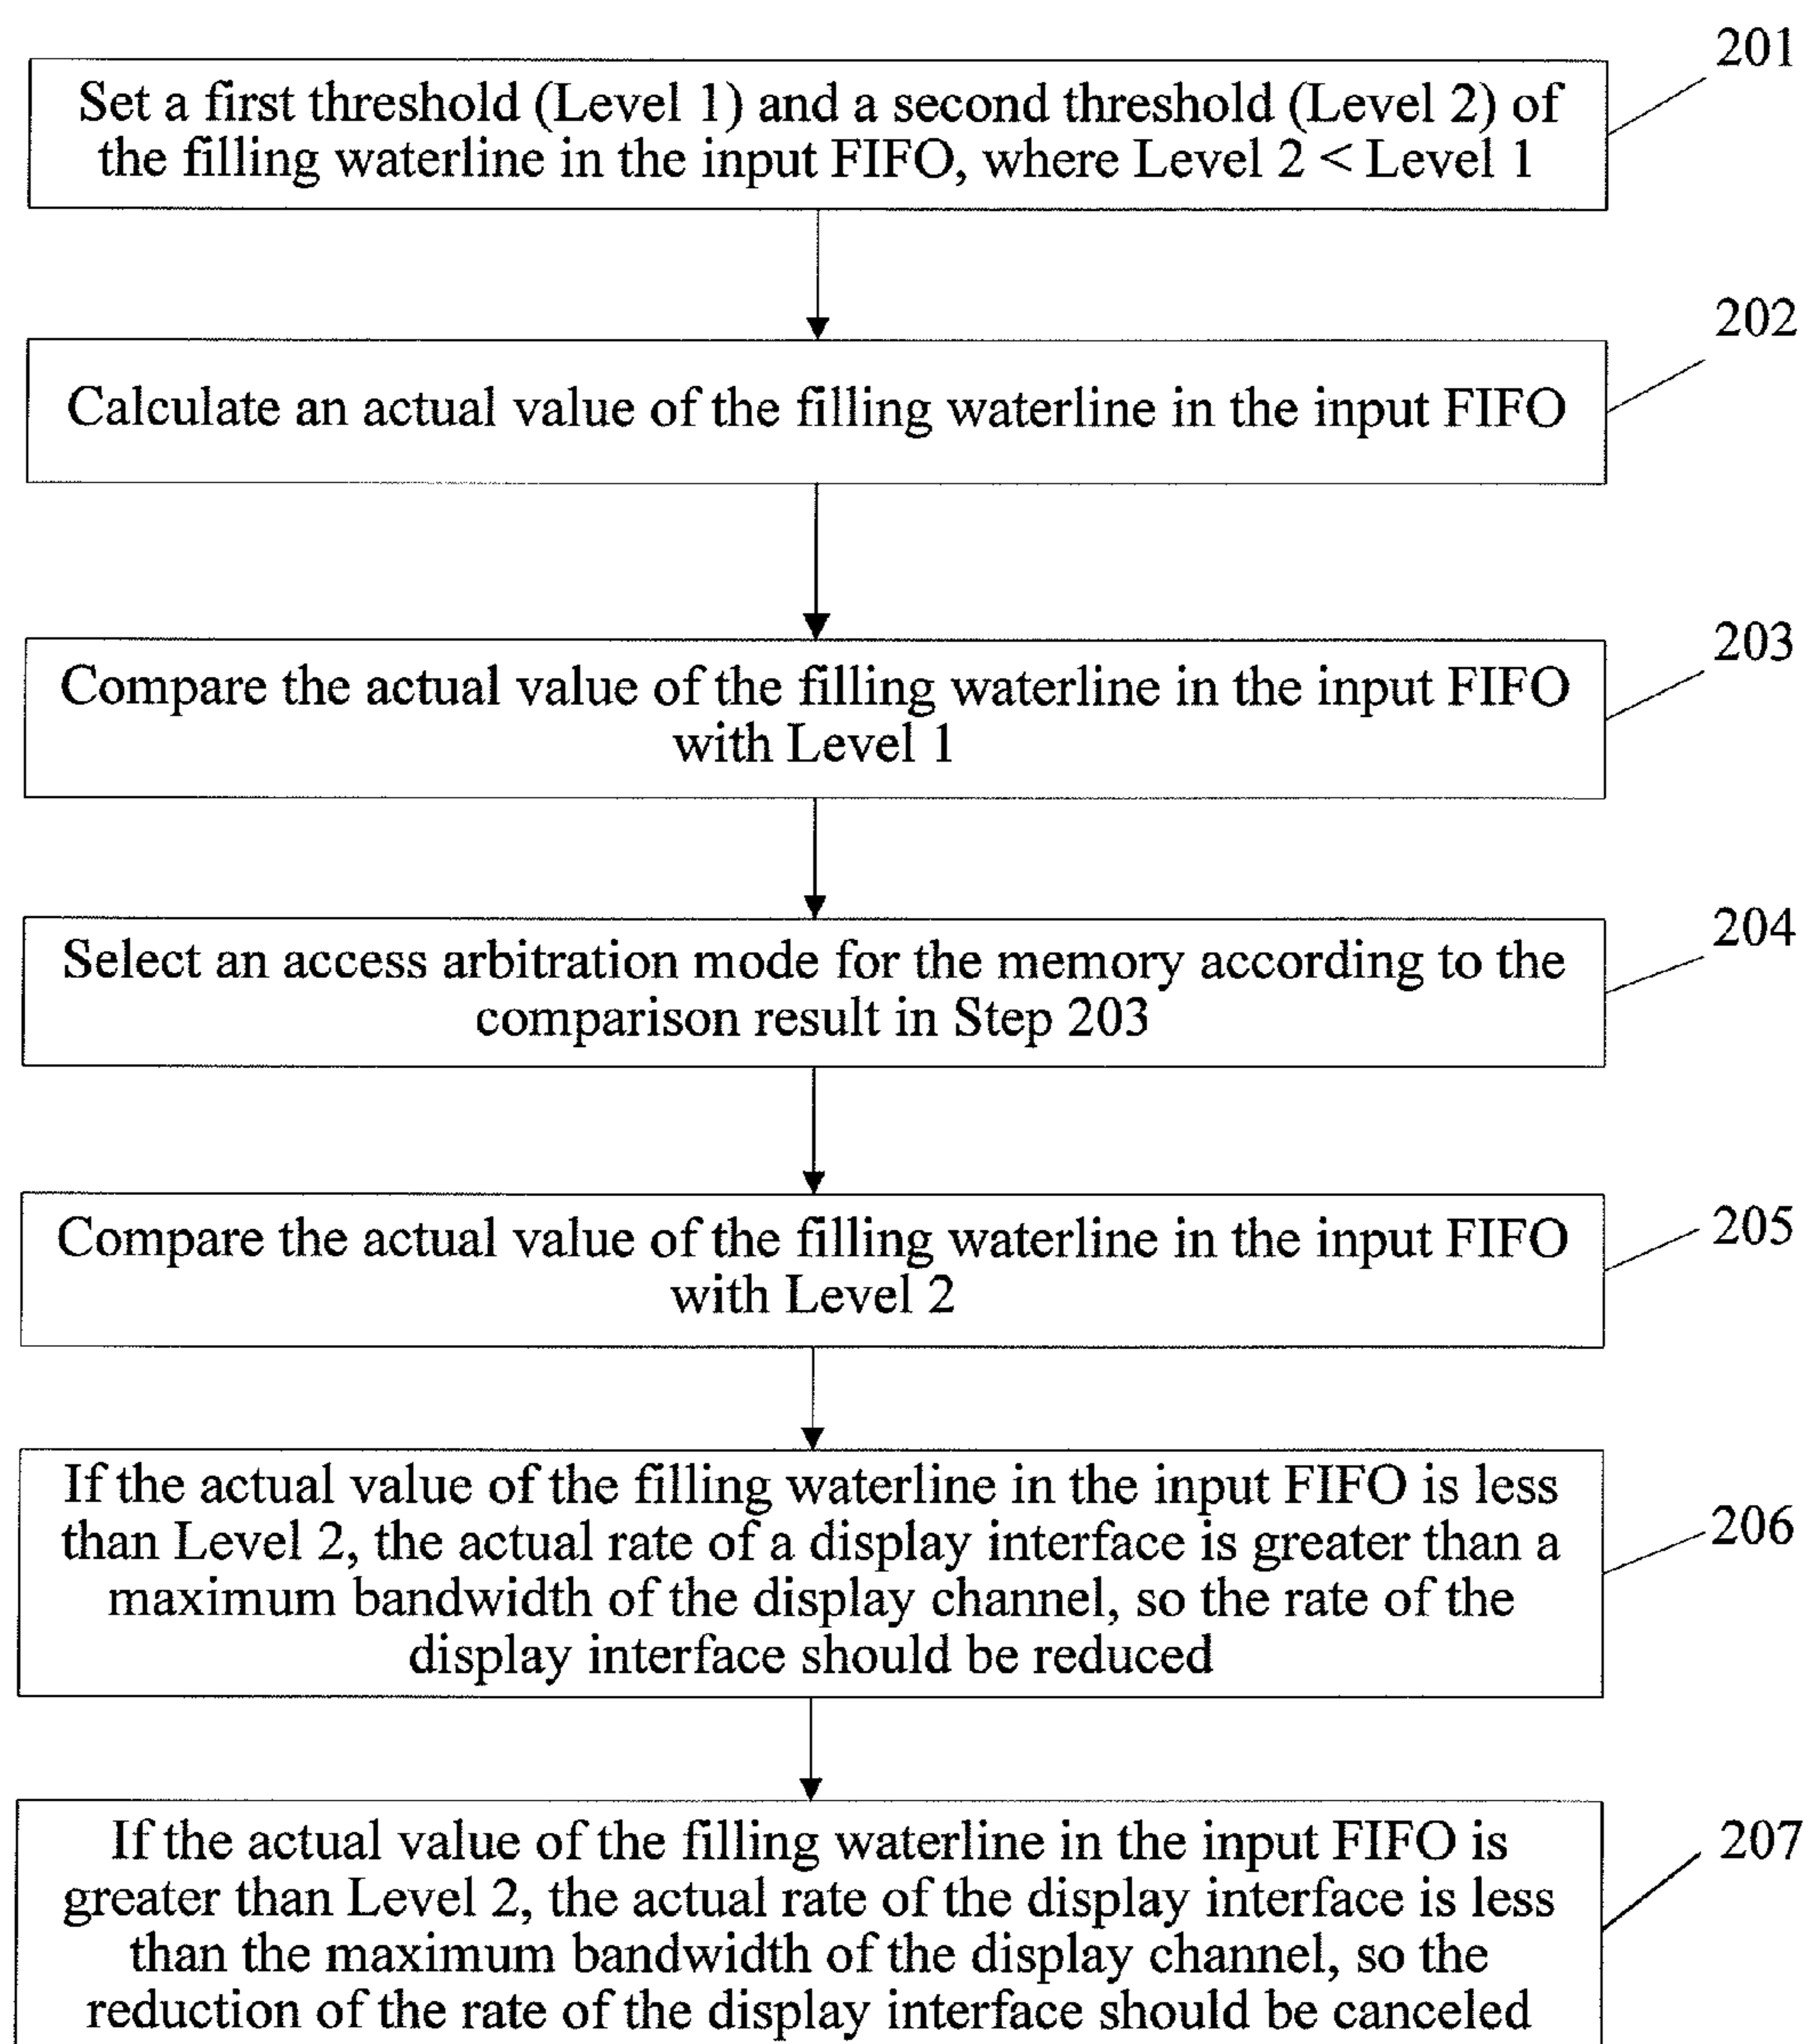 201
Set a first threshold (Level 1) and a second threshold (Level 2) of
the filling waterline in the input FIFO, where Level 2 < Level 1
202
Calculate an actual value of the filling waterline in the input FIFO
203
Compare the actual value of the filling waterline in the input FIFO
with Level 1
204
Select an access arbitration mode for the memory according to the
comparison result in Step 203
205
Compare the actual value of the filling waterline in the input FIFO
with Level 2
206
If the actual value of the filling waterline in the input FIFO is less
than Level 2, the actual rate of a display interface is greater than a
maximum bandwidth of the display channel, so the rate of the
display interface should be reduced
207
If the actual value of the filling waterline in the input FIFO is
greater than Level 2, the actual rate of the display interface is less
than the maximum bandwidth of the display channel, so the
reduction of the rate of the display interface should be canceled